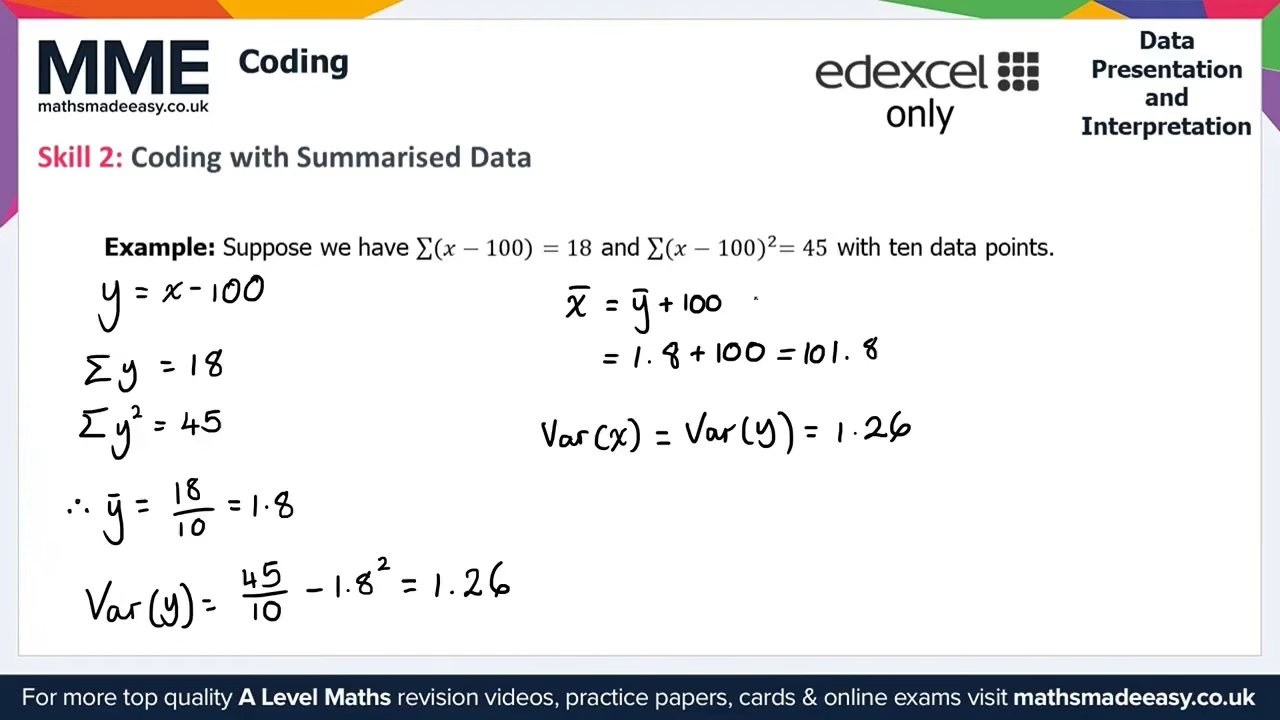 MME
mathsmadeeasy.co.uk
Coding
edexcel
only
Data
Presentation
and
Interpretation
Skill 2: Coding with Summarised Data
Example: Suppose we have ∑(x − 100) = 18 and ∑(x − 100)²= 45 with ten data points.
y = x - 100
Σy = 18
Σy² = 45
∴ ȳ = 18/10 = 1.8
Var(y) = 45/10 - 1.8² = 1.26
x̄ = ȳ + 100
= 1.8 + 100 = 101.8
Var(x) = Var(y) = 1.26
For more top quality A Level Maths revision videos, practice papers, cards & online exams visit mathsmadeeasy.co.uk